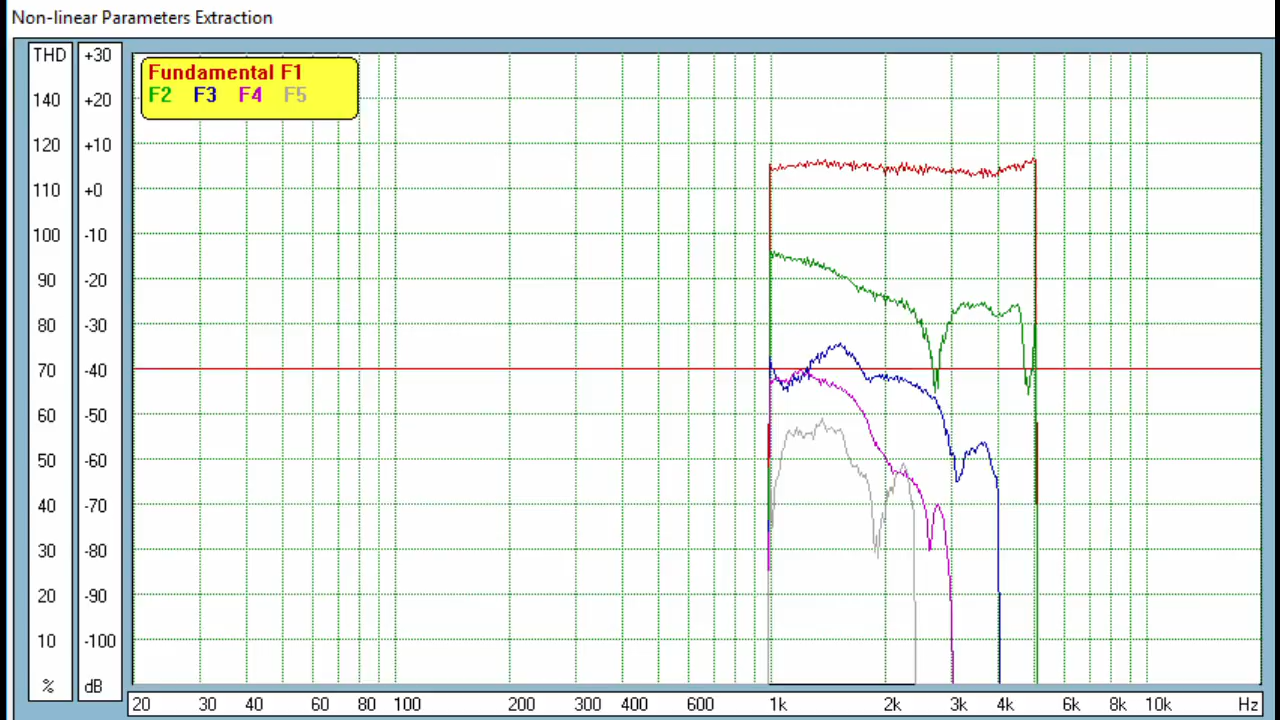 Non-linear Parameters Extraction
THD +30
Fundamental F1
F2 F3 F4 F5
140 +20
120 +10
110 +0
100 -10
90 -20
80 -30
70 -40
60 -50
50 -60
40 -70
30 -80
20 -90
10 -100
% dB
20 30 40 60 80 100 200 300 400 600 1k 2k 3k 4k 6k 8k 10k Hz